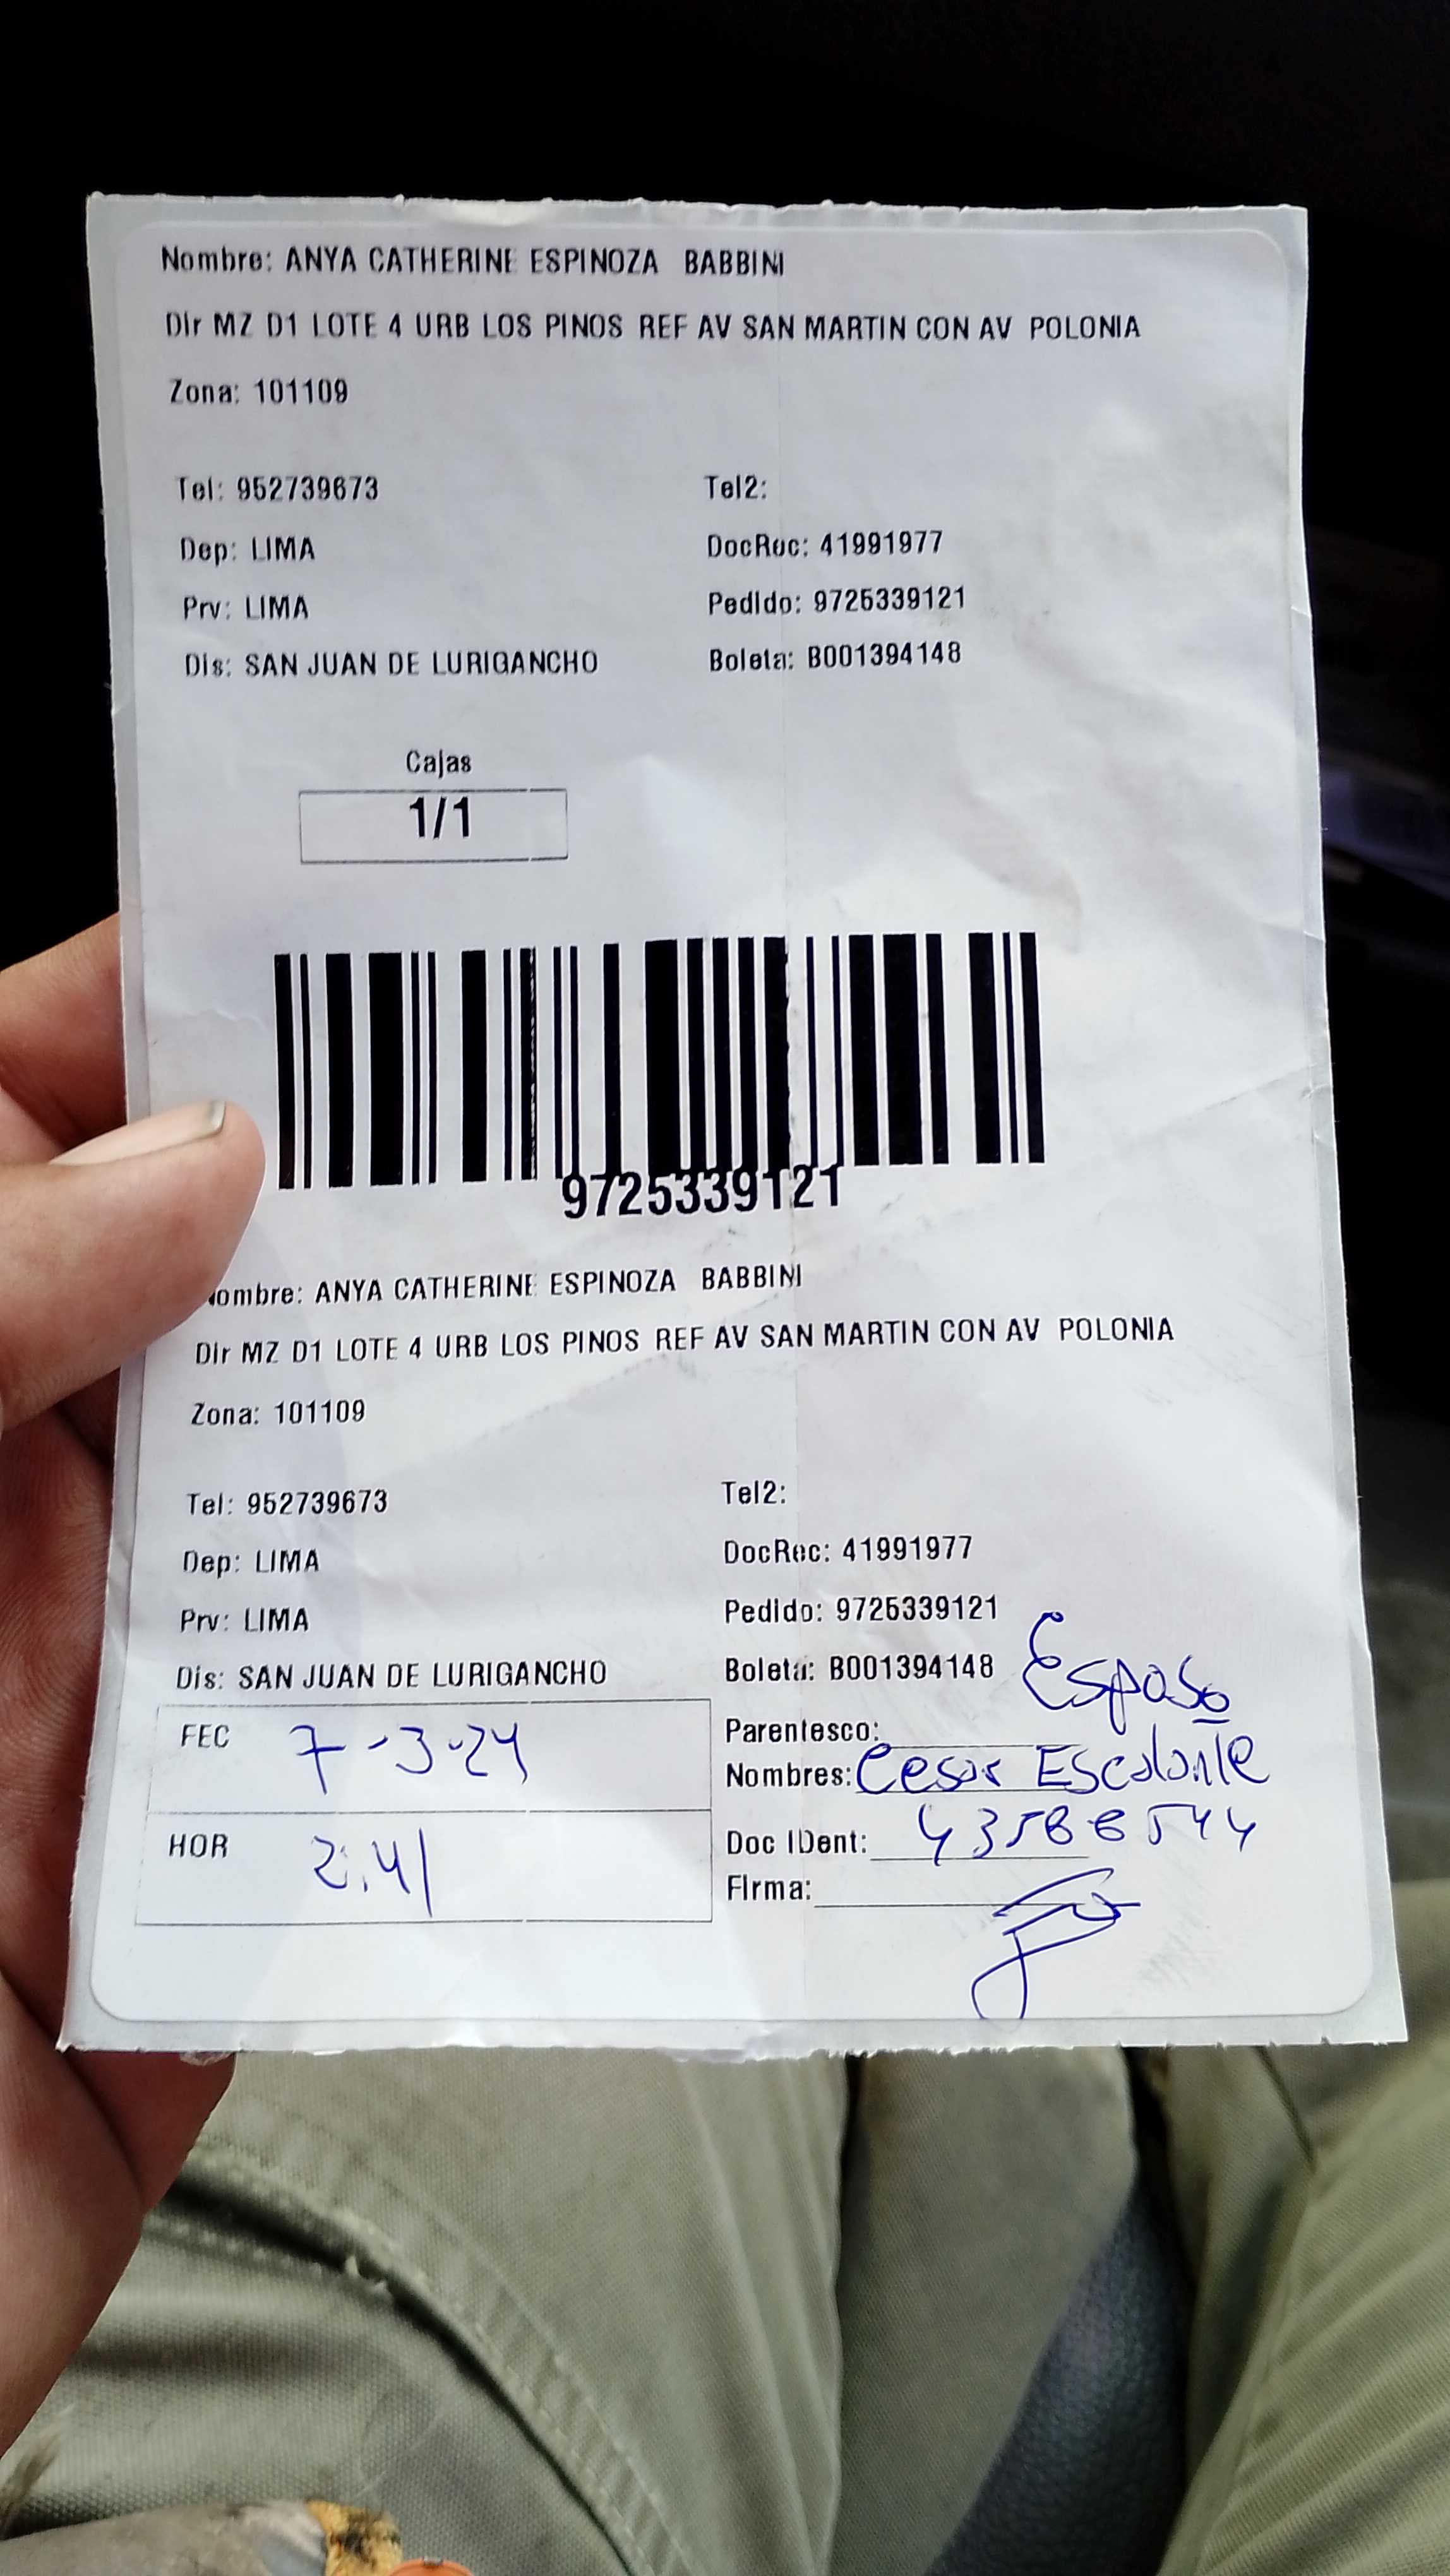 Nombre: ANYA CATHERINE ESPINOZA BABBINI
Dir MZ D1 LOTE 4 URB LOS PINOS REF AV SAN MARTIN CON AV POLONIA
Zona: 101109
Tel: 952739673 Tel2:
Dep: LIMA DocRec: 41991977
Prv: LIMA Pedido: 9725339121
Dis: SAN JUAN DE LURIGANCHO Boleta: B001394148
Cajas
1/1
9725339121
ombre: ANYA CATHERINE ESPINOZA BABBINI
Dir MZ D1 LOTE 4 URB LOS PINOS REF AV SAN MARTIN CON AV POLONIA
Zona: 101109
Tel: 952739673 Tel2:
Dep: LIMA DocRec: 41991977
Prv: LIMA Pedido: 9725339121
Dis: SAN JUAN DE LURIGANCHO Boleta: B001394148
FEC 7-3-24 Parentesco: Esposo
Nombres: Cesar Escalante
HOR 2:41 Doc IDent:
Firma: